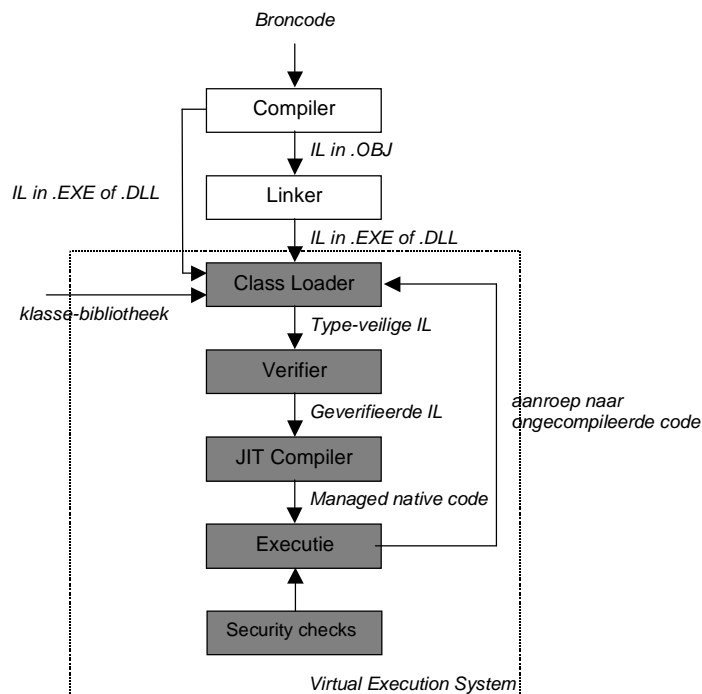 Broncode
Compiler
IL in .OBJ
IL in .EXE of .DLL
Linker
IL in .EXE of .DLL
Class Loader
klasse-bibliotheek
Type-veilige IL
Verifier
Geverifieerde IL
aanroep naar
ongecompileerde code
JIT Compiler
Managed native code
Executie
Security checks
Virtual Execution System